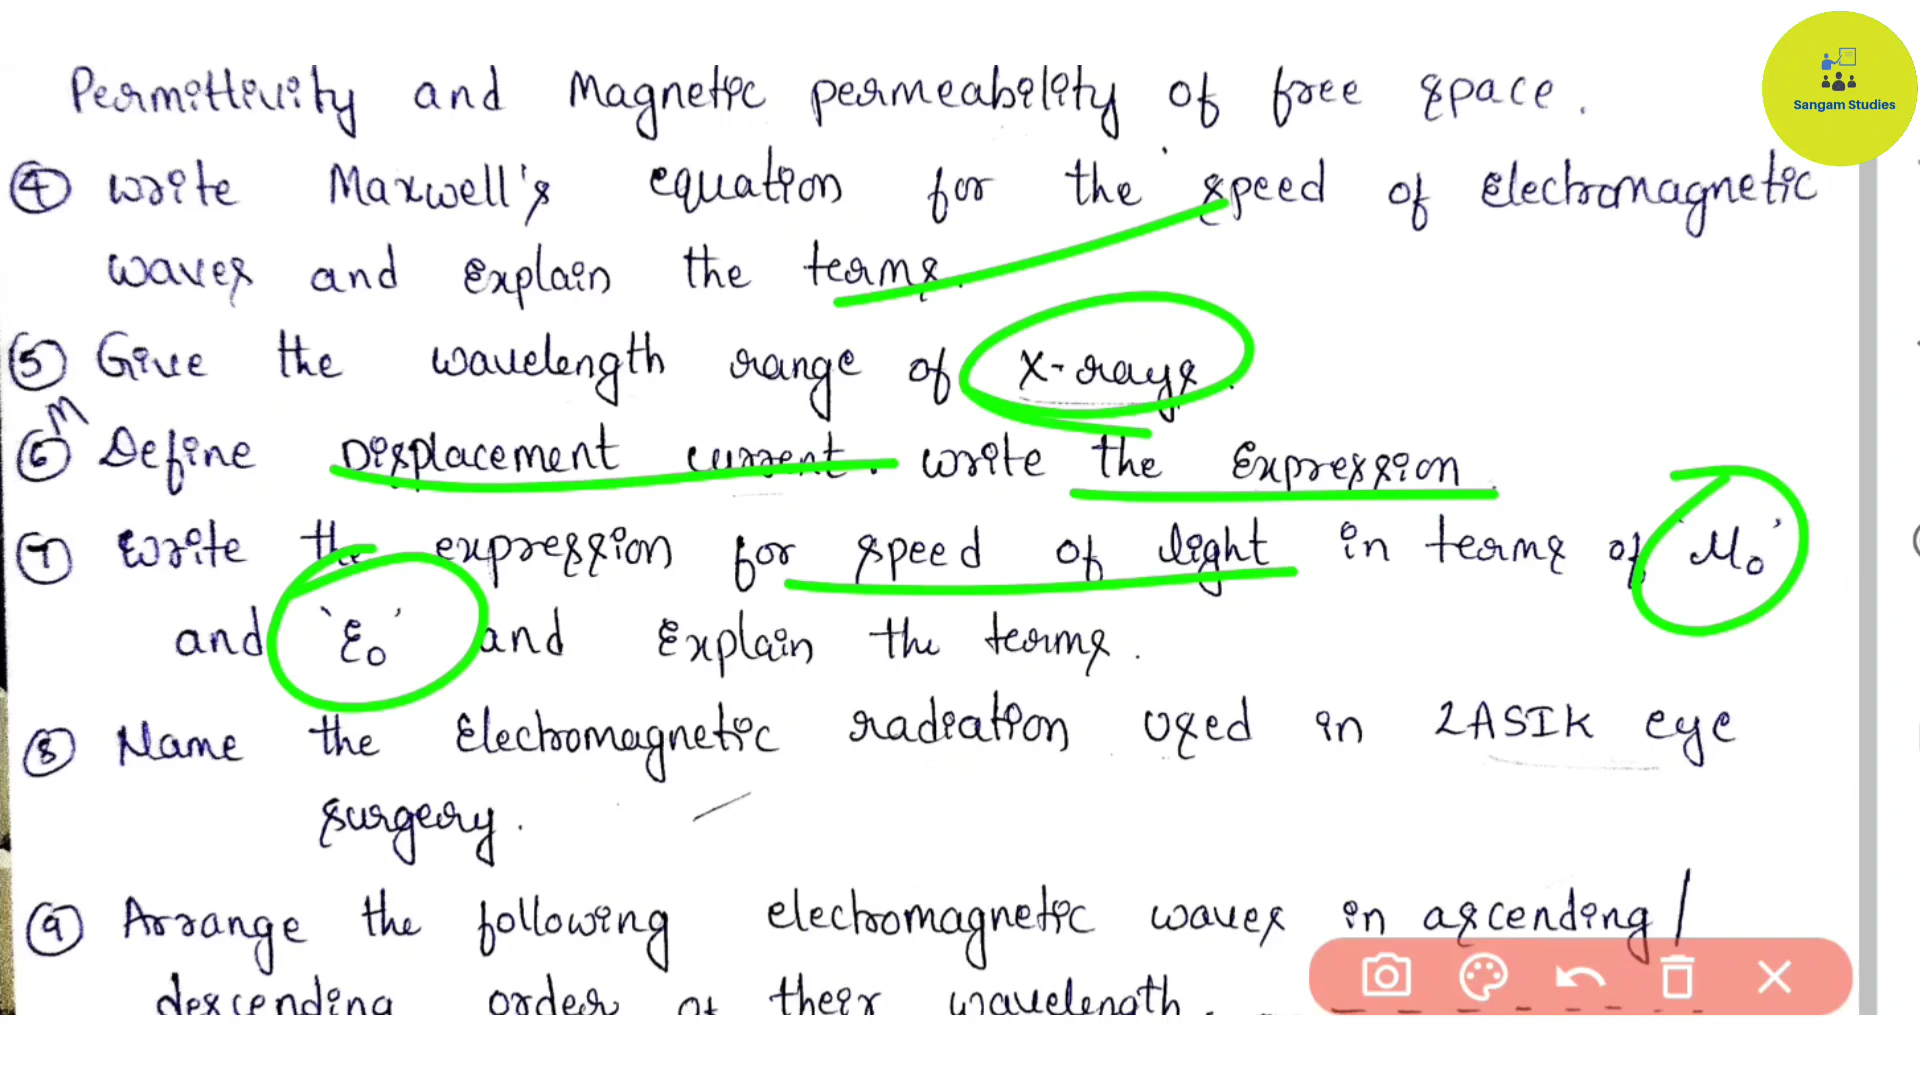 Sangam Studies
Permittivity and Magnetic permeability of free space.
④ Write Maxwell's equation for the speed of Electromagnetic
waves and Explain the terms.
⑤ Give the wavelength range of X-rays.
M
⑥ Define Displacement current. Write the Expression.
⑦ Write the expression for speed of light in terms of 'μ₀'
and 'ε₀' and Explain the terms.
⑧ Name the Electromagnetic radiation used in LASIK eye
surgery.
⑨ Arrange the following electromagnetic waves in ascending/
descending order of their wavelength.